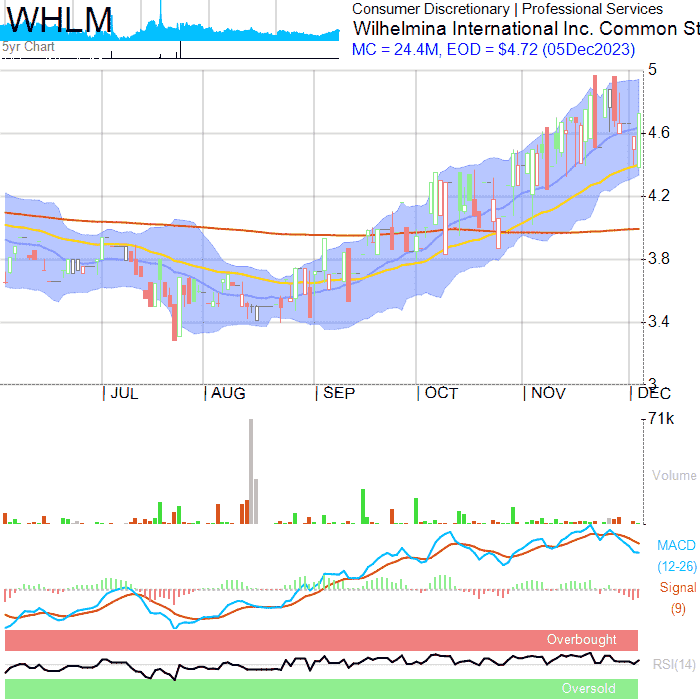 WHLM
5yr Chart
Consumer Discretionary | Professional Services
Wilhelmina International Inc. Common St
MC = 24.4M, EOD = $4.72 (05Dec2023)
5
4.6
4.2
3.8
3.4
3
JUL AUG SEP OCT NOV DEC
71k
Volume
MACD
(12-26)
Signal
(9)
Overbought
RSI(14)
Oversold